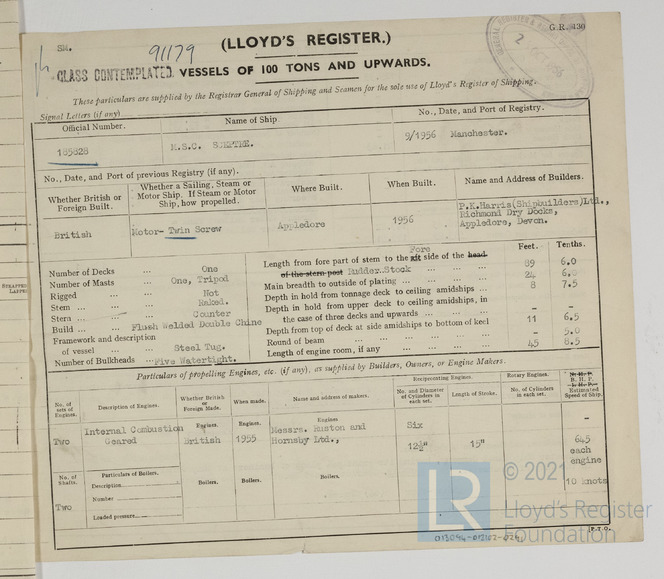 SR.
91179
(LLOYD'S REGISTER.)
G.R. 130
CLASS CONTEMPLATED. VESSELS OF 100 TONS AND UPWARDS.
These particulars are supplied by the Registrar General of Shipping and Seamen for the sole use of Lloyd's Register of Shipping.
Signal Letters (if any)
Official Number.
Name of Ship
No., Date, and Port of Registry.
185828
M.S.C.
9/1956 Manchester.
No., Date, and Port of previous Registry (if any).
Whether British or Foreign Built.
Whether a Sailing, Steam or Motor Ship. If Steam or Motor Ship, how propelled.
Where Built.
When Built.
Name and Address of Builders.
British
Motor- Twin Screw
Appledore
1956
P.K.Harris(Shipbuilders)Ltd.,
Richmond Dry Docks,
Appledore, Devon.
Number of Decks ... One
Number of Masts ... One, Tripod
Rigged ... Not
Stem ... Raked.
Stern ... Counter
Build ... Flush Welded Double Chine
Framework and description
of vessel ... Steel Tug.
Number of Bulkheads ... Five Watertight.
Feet. Tenths.
Fore
Length from fore part of stem to the side of the head
of the stern post Rudder Stock ... 89 6.0
Main breadth to outside of plating ... 24
Depth in hold from tonnage deck to ceiling amidships ... 8 7.5
Depth in hold from upper deck to ceiling amidships, in
the case of three decks and upwards ... - -
Depth from top of deck at side amidships to bottom of keel 11 6.5
Round of beam ... - 5.0
Length of engine room, if any ... 45 8.5
Particulars of propelling Engines, etc. (if any), as supplied by Builders, Owners, or Engine Makers.
No. of sets of Engines.
Description of Engines.
Whether British or Foreign Made.
When made.
Name and address of makers.
Reciprocating Engines.
No. and Diameter of Cylinders in each set.
Length of Stroke.
Rotary Engines.
No. of Cylinders in each set.
N.H.P.
B.H.P.
I.H.P.
Estimated Speed of Ship.
Two
Internal Combustion
Geared
Engines.
British
Engines.
1955
Engines
Messrs. Ruston and
Hornsby Ltd.,
Six
12½"
15"
-
645
each
engine
10 knots
No. of Shafts.
Two
Particulars of Boilers.
Description
Number
Loaded pressure
Boilers.
Boilers.
Boilers.
P.T.O.
LR
© 2021
Lloyd's Register
Foundation